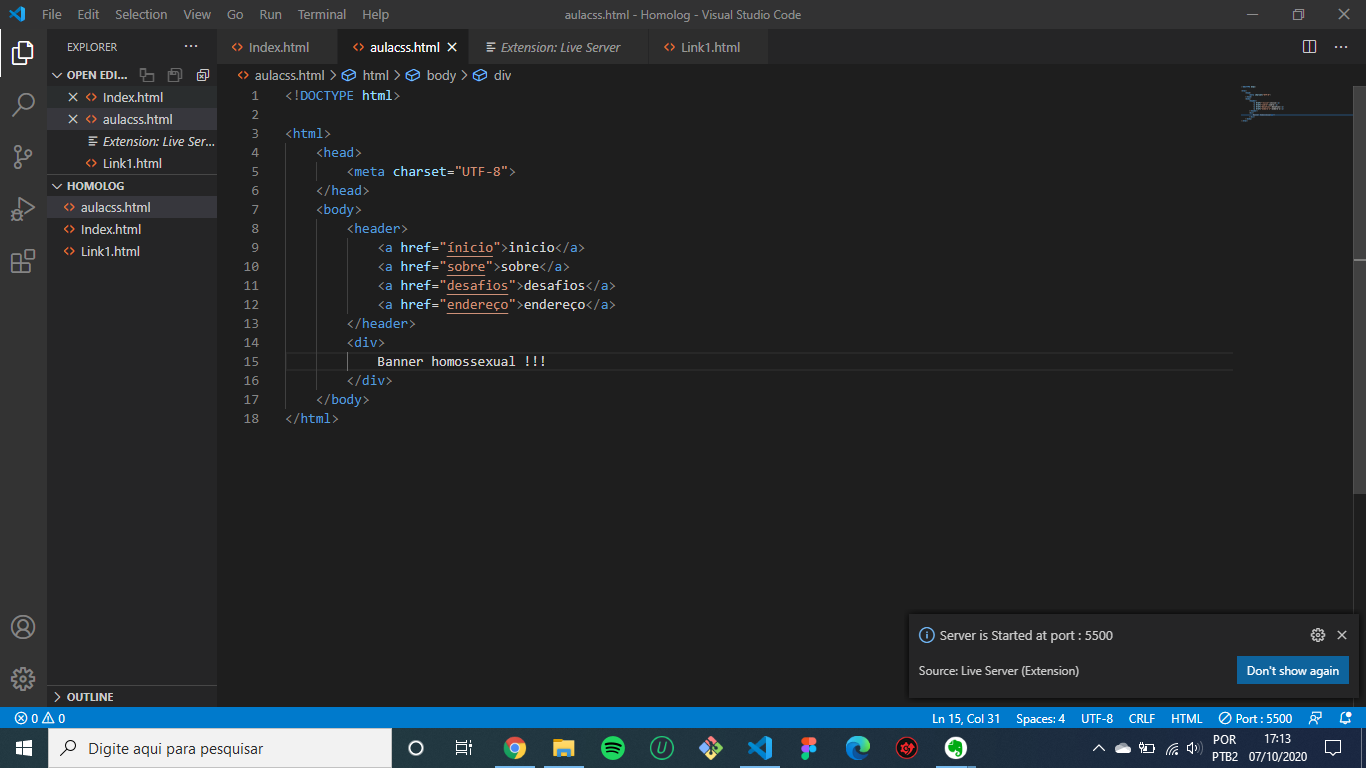 File Edit Selection View Go Run Terminal Help aulacss.html - Homolog - Visual Studio Code
EXPLORER ···
Index.html aulacss.html Extension: Live Server Link1.html ···
OPEN EDI...
aulacss.html > html > body > div
Index.html
aulacss.html
Extension: Live Ser...
Link1.html
HOMOLOG
aulacss.html
Index.html
Link1.html
1 <!DOCTYPE html>
2
3 <html>
4 <head>
5 <meta charset="UTF-8">
6 </head>
7 <body>
8 <header>
9 <a href="ínicio">inicio</a>
10 <a href="sobre">sobre</a>
11 <a href="desafios">desafios</a>
12 <a href="endereço">endereço</a>
13 </header>
14 <div>
15 Banner homossexual !!!
16 </div>
17 </body>
18 </html>
Server is Started at port : 5500
Source: Live Server (Extension) Don't show again
OUTLINE
0 0 Ln 15, Col 31 Spaces: 4 UTF-8 CRLF HTML Port : 5500
Digite aqui para pesquisar
POR 17:13
PTB2 07/10/2020